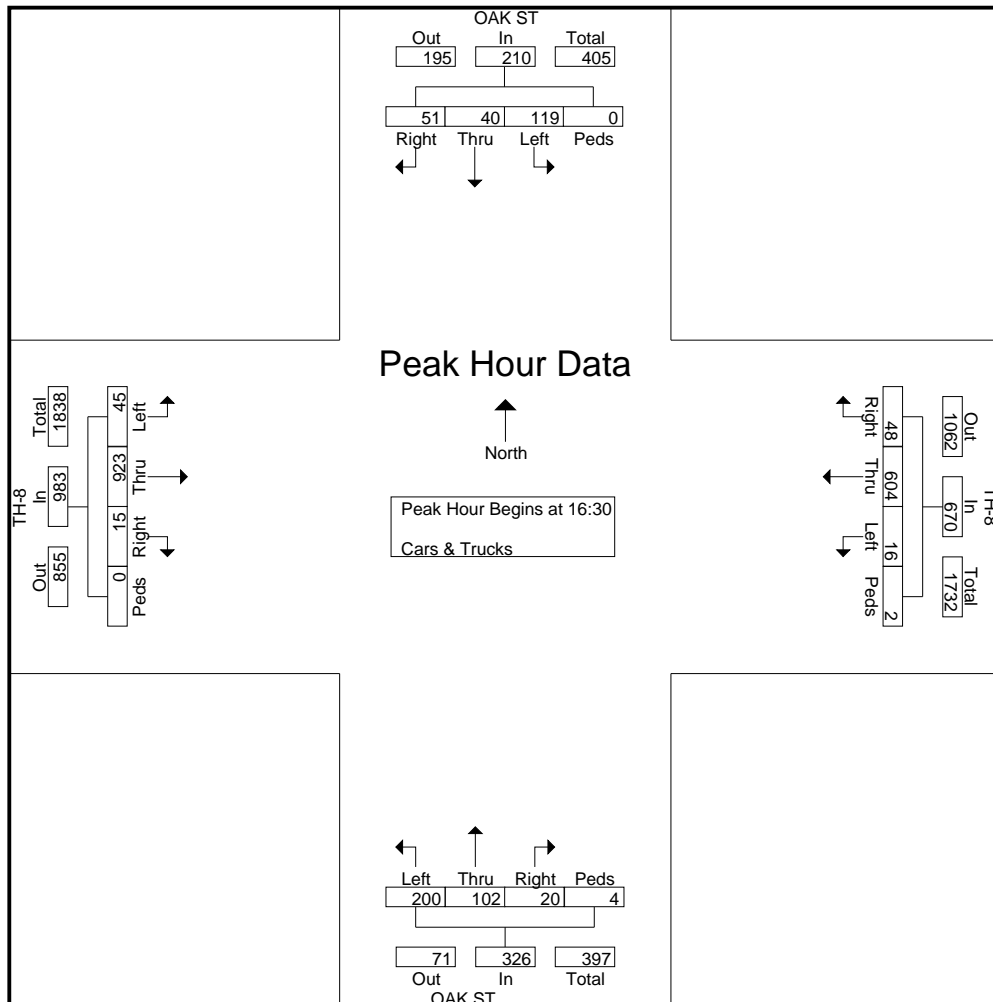 OAK ST
Out In Total
195 210 405
51 40 119 0
Right Thru Left Peds
Peak Hour Data
North
Peak Hour Begins at 16:30
Cars & Trucks
TH-8
Total In Out
1838 983 855
45 923 15 0
Left Thru Right Peds
TH-8
Out In Total
1062 670 1732
48 604 16 2
Right Thru Left Peds
Left Thru Right Peds
200 102 20 4
71 326 397
Out In Total
OAK ST